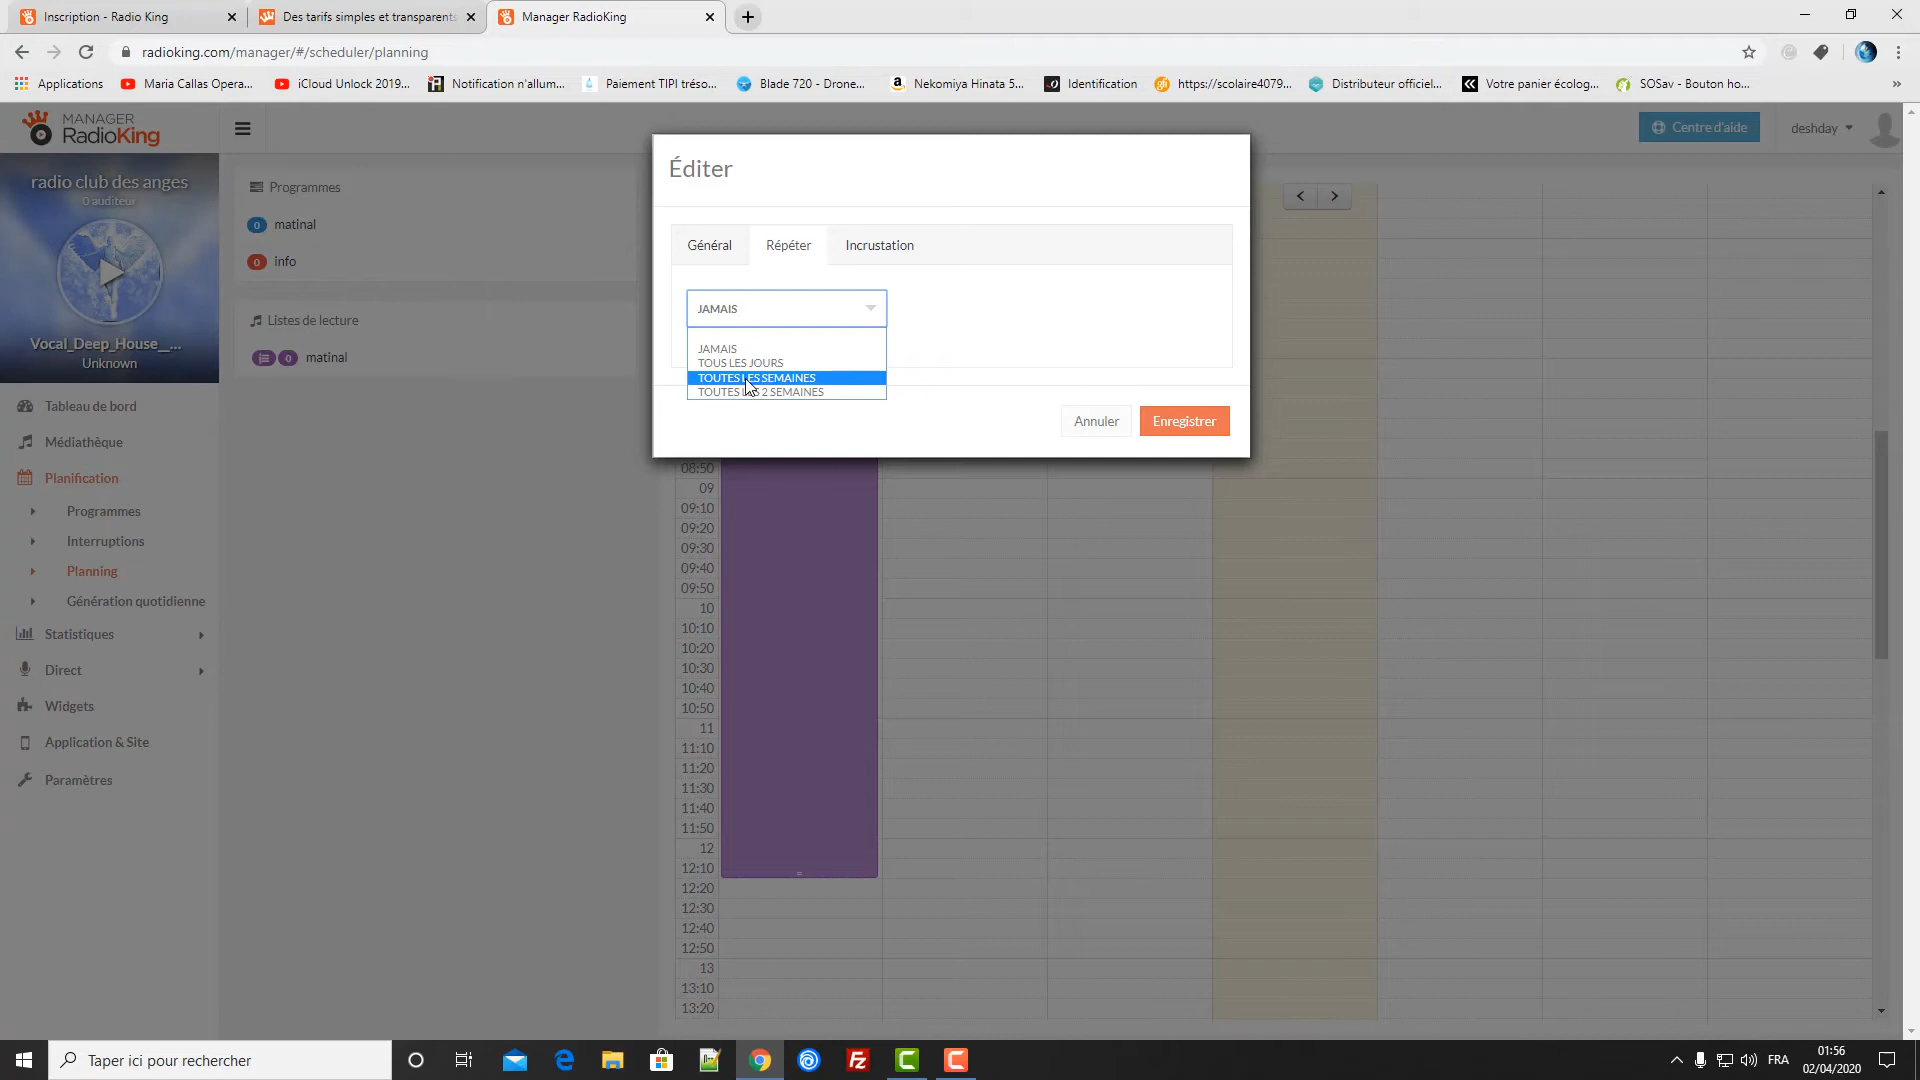 Inscription - Radio King
Des tarifs simples et transparents
Manager RadioKing
radioking.com/manager/#/scheduler/planning
Applications
Maria Callas Opera...
iCloud Unlock 2019...
Notification n'allum...
Paiement TIPI tréso...
Blade 720 - Drone...
Nekomiya Hinata 5...
Identification
https://scolaire4079...
Distributeur officiel...
Votre panier écolog...
SOSav - Bouton ho...
»
MANAGER
RadioKing
Centre d'aide
deshday
radio club des anges
0 auditeur
Vocal_Deep_House__...
Unknown
Tableau de bord
Médiathèque
Planification
Programmes
Interruptions
Planning
Génération quotidienne
Statistiques
Direct
Widgets
Application & Site
Paramètres
Programmes
0 matinal
0 info
Listes de lecture
0 matinal
Éditer
Général
Répéter
Incrustation
JAMAIS
JAMAIS
TOUS LES JOURS
TOUTES LES SEMAINES
TOUTES LES 2 SEMAINES
Annuler
Enregistrer
08:50
09
09:10
09:20
09:30
09:40
09:50
10
10:10
10:20
10:30
10:40
10:50
11
11:10
11:20
11:30
11:40
11:50
12
12:10
12:20
12:30
12:40
12:50
13
13:10
13:20
Taper ici pour rechercher
FRA
01:56
02/04/2020